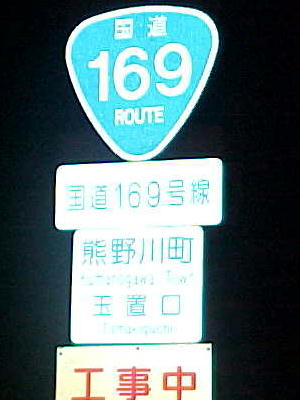 国道
169
ROUTE
国道169号線
熊野川町
Kumanogawa Town
玉置口
Tamakiguchi
工事中